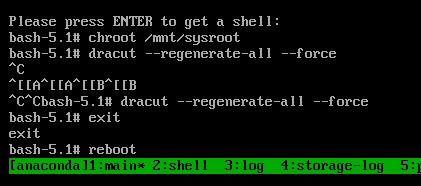 Please press ENTER to get a shell:
bash-5.1# chroot /mnt/sysroot
bash-5.1# dracut --regenerate-all --force
^C
^[[A^[[A^[[B^[[B
^C^Cbash-5.1# dracut --regenerate-all --force
bash-5.1# exit
exit
bash-5.1# reboot
[anaconda]1:main* 2:shell  3:log  4:storage-log  5:p